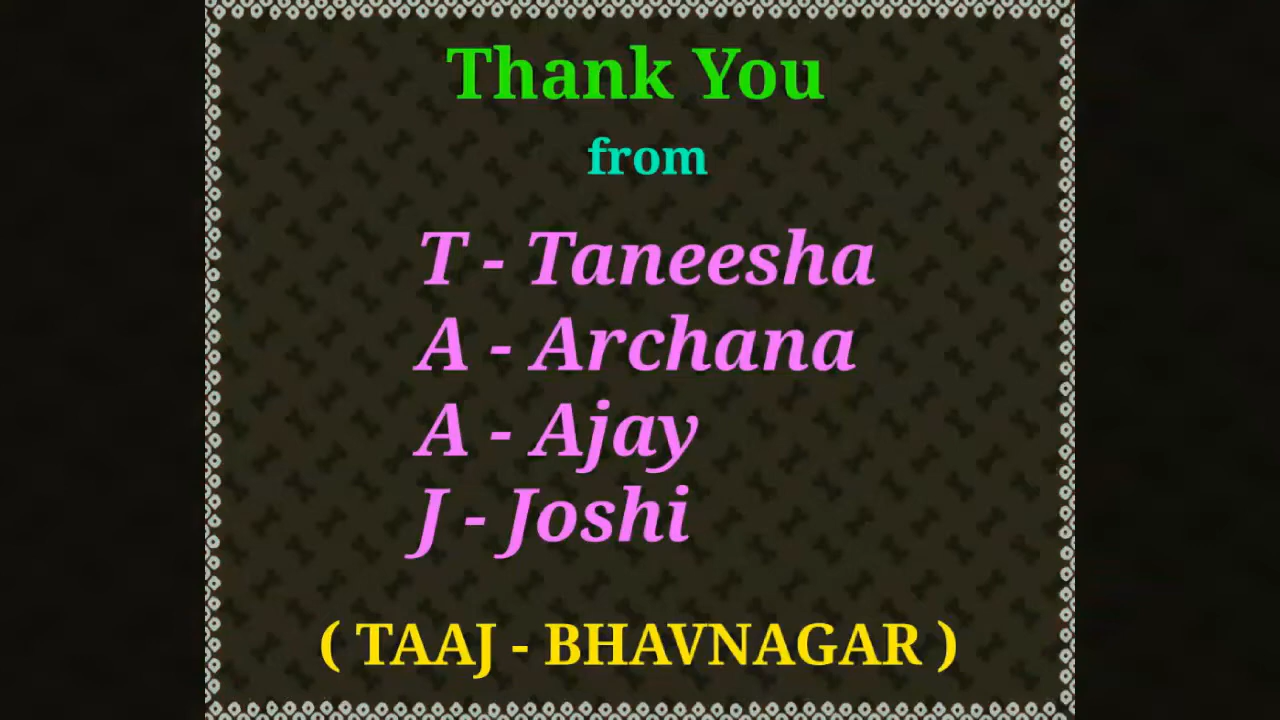 Thank You
from
T - Taneesha
A - Archana
A - Ajay
J - Joshi
( TAAJ - BHAVNAGAR )